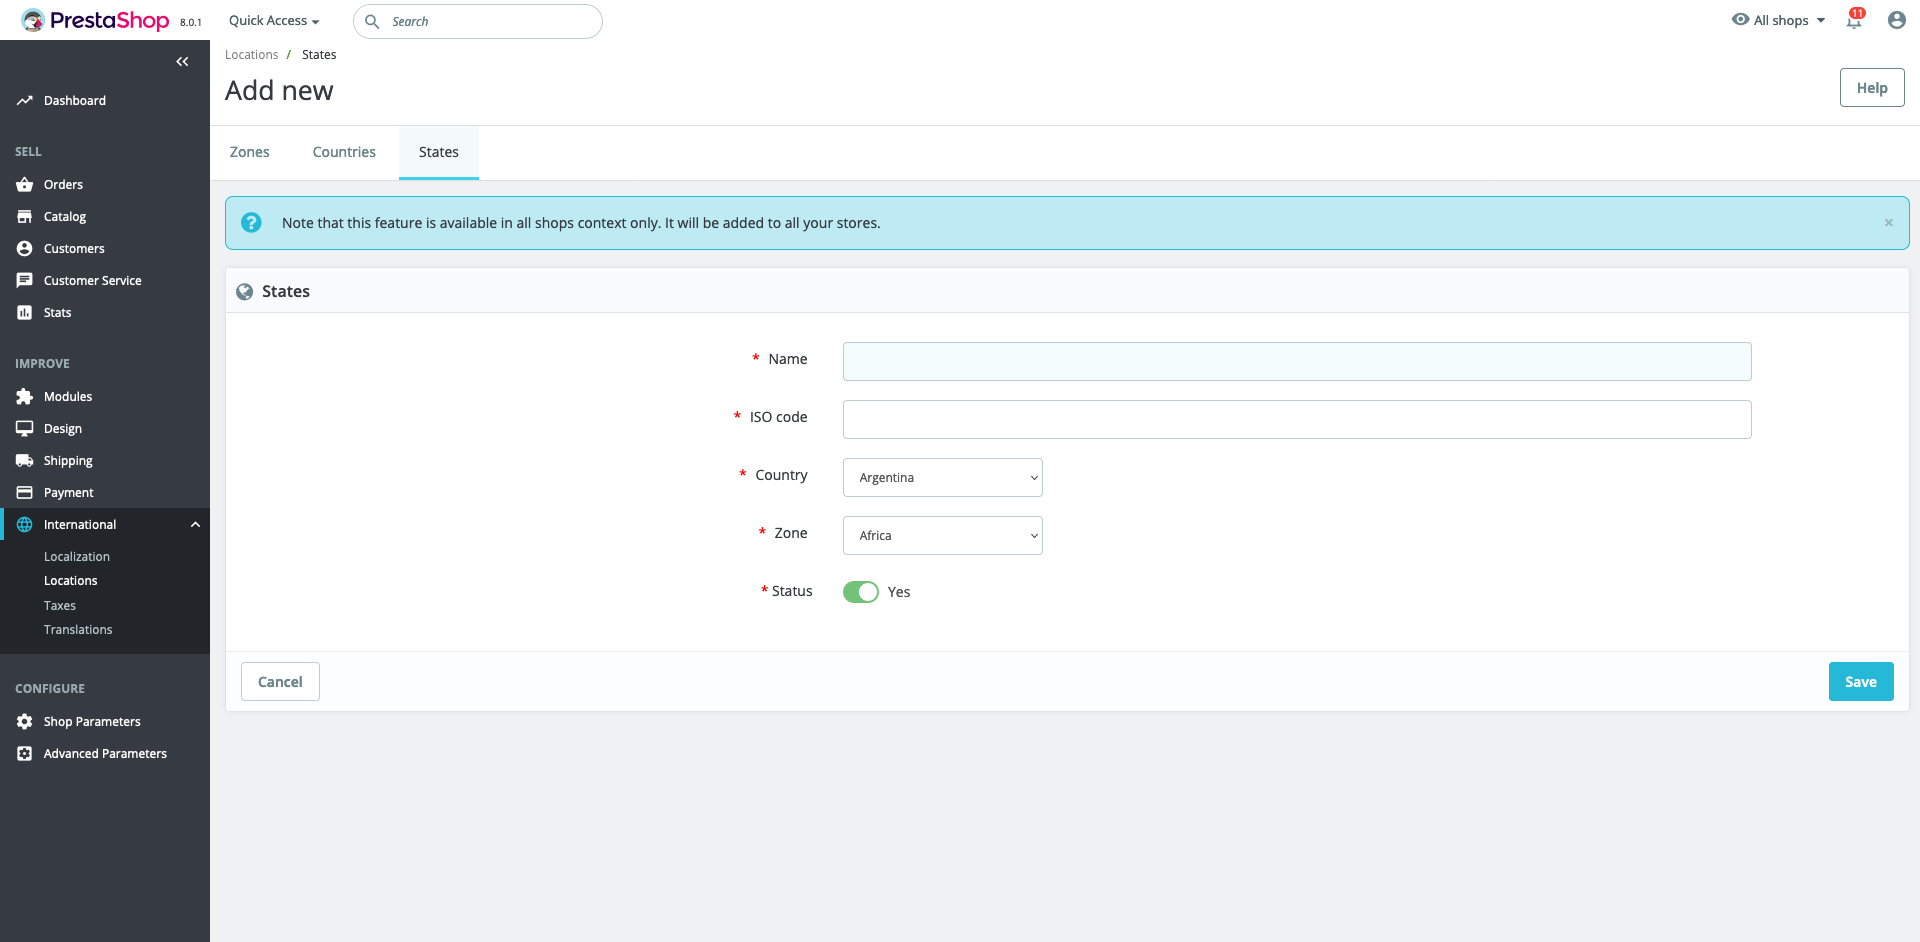 PrestaShop 8.0.1 Quick Access Search All shops 11
Locations / States
Add new
Help
Dashboard
SELL
Orders
Catalog
Customers
Customer Service
Stats
IMPROVE
Modules
Design
Shipping
Payment
International
Localization
Locations
Taxes
Translations
CONFIGURE
Shop Parameters
Advanced Parameters
Zones Countries States
? Note that this feature is available in all shops context only. It will be added to all your stores. ×
States
* Name
* ISO code
* Country Argentina
* Zone Africa
* Status Yes
Cancel Save